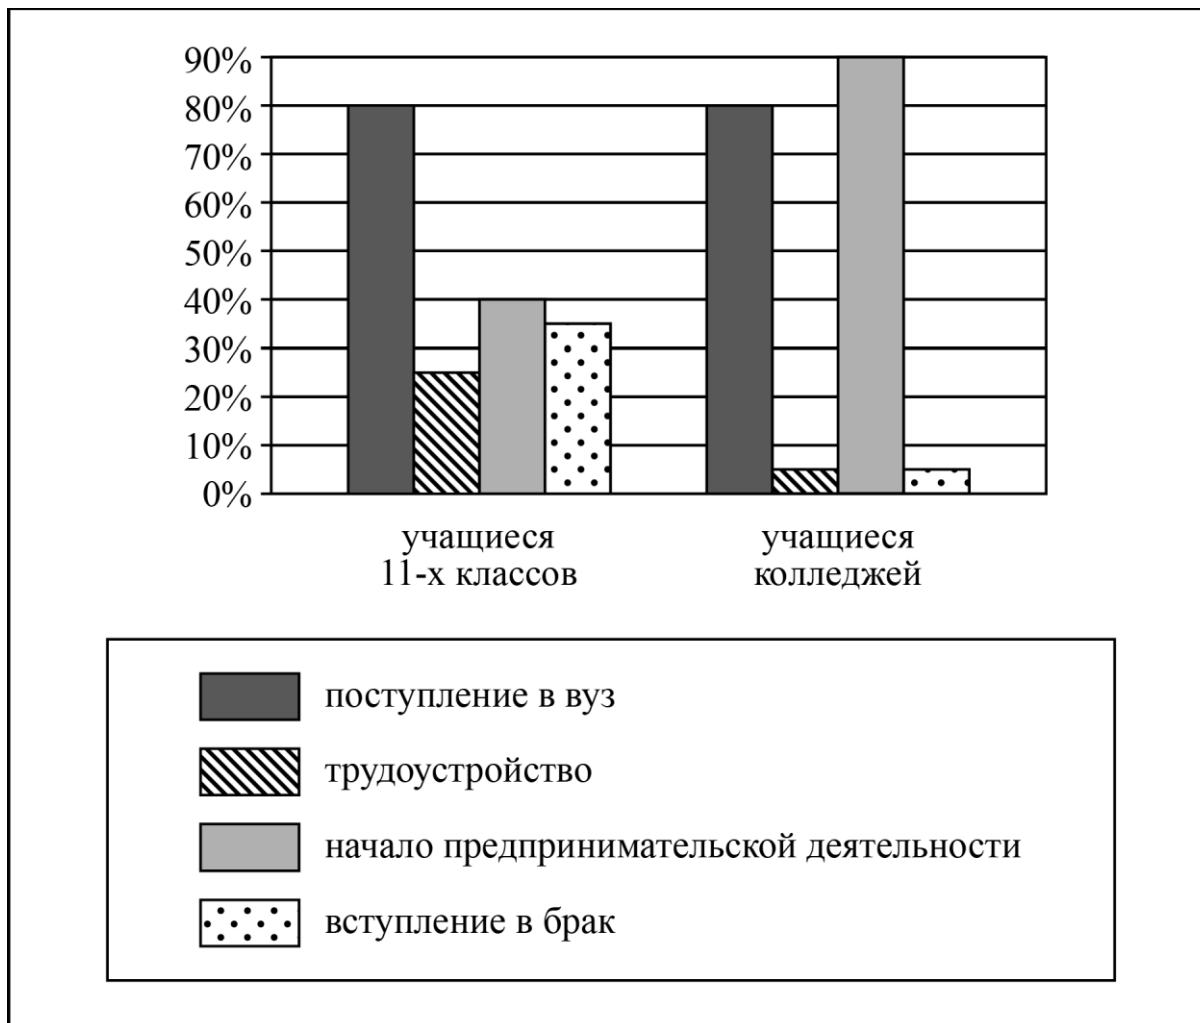 90%
80%
70%
60%
50%
40%
30%
20%
10%
0%
учащиеся
11-х классов
учащиеся
колледжей
поступление в вуз
трудоустройство
начало предпринимательской деятельности
вступление в брак